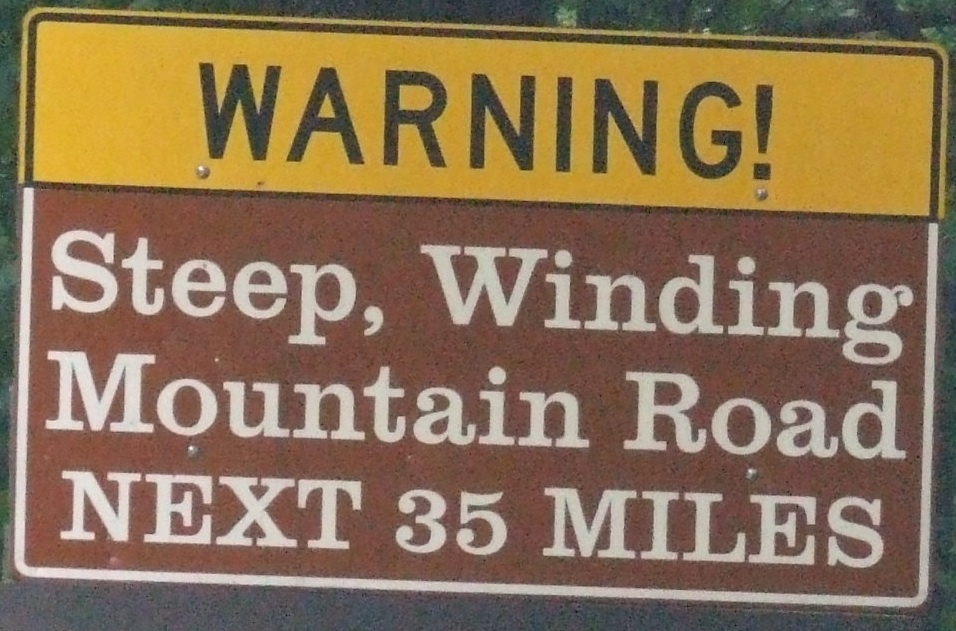 WARNING!
Steep, Winding
Mountain Road
NEXT 35 MILES